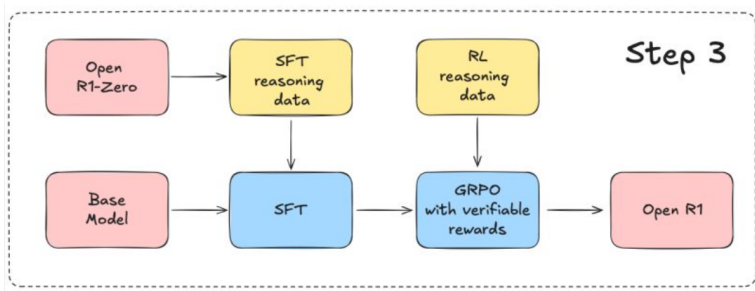 Step 3
Open
R1-Zero
SFT
reasoning
data
RL
reasoning
data
Base
Model
SFT
GRPO
with verifiable
rewards
Open R1